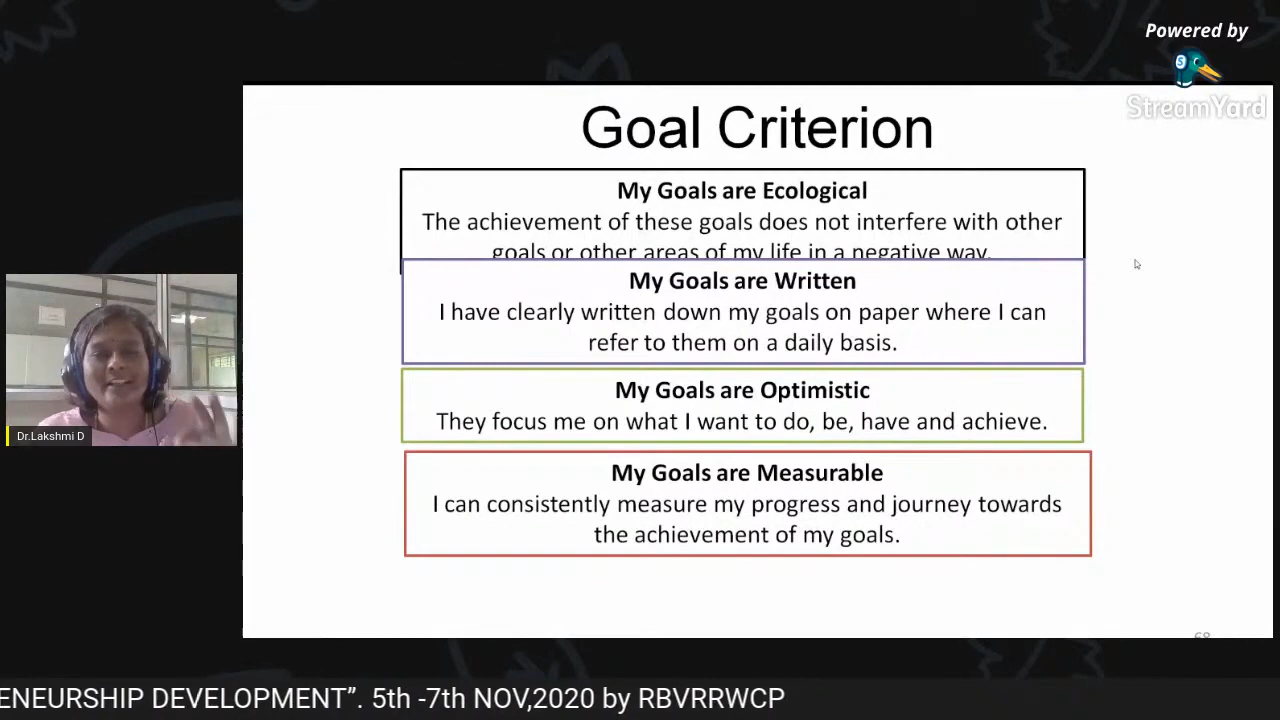 Powered by
StreamYard
Goal Criterion
My Goals are Ecological
The achievement of these goals does not interfere with other
goals or other areas of my life in a negative way.
My Goals are Written
I have clearly written down my goals on paper where I can
refer to them on a daily basis.
My Goals are Optimistic
They focus me on what I want to do, be, have and achieve.
My Goals are Measurable
I can consistently measure my progress and journey towards
the achievement of my goals.
Dr.Lakshmi D
68
ENEURSHIP DEVELOPMENT”. 5th -7th NOV,2020 by RBVRRWCP